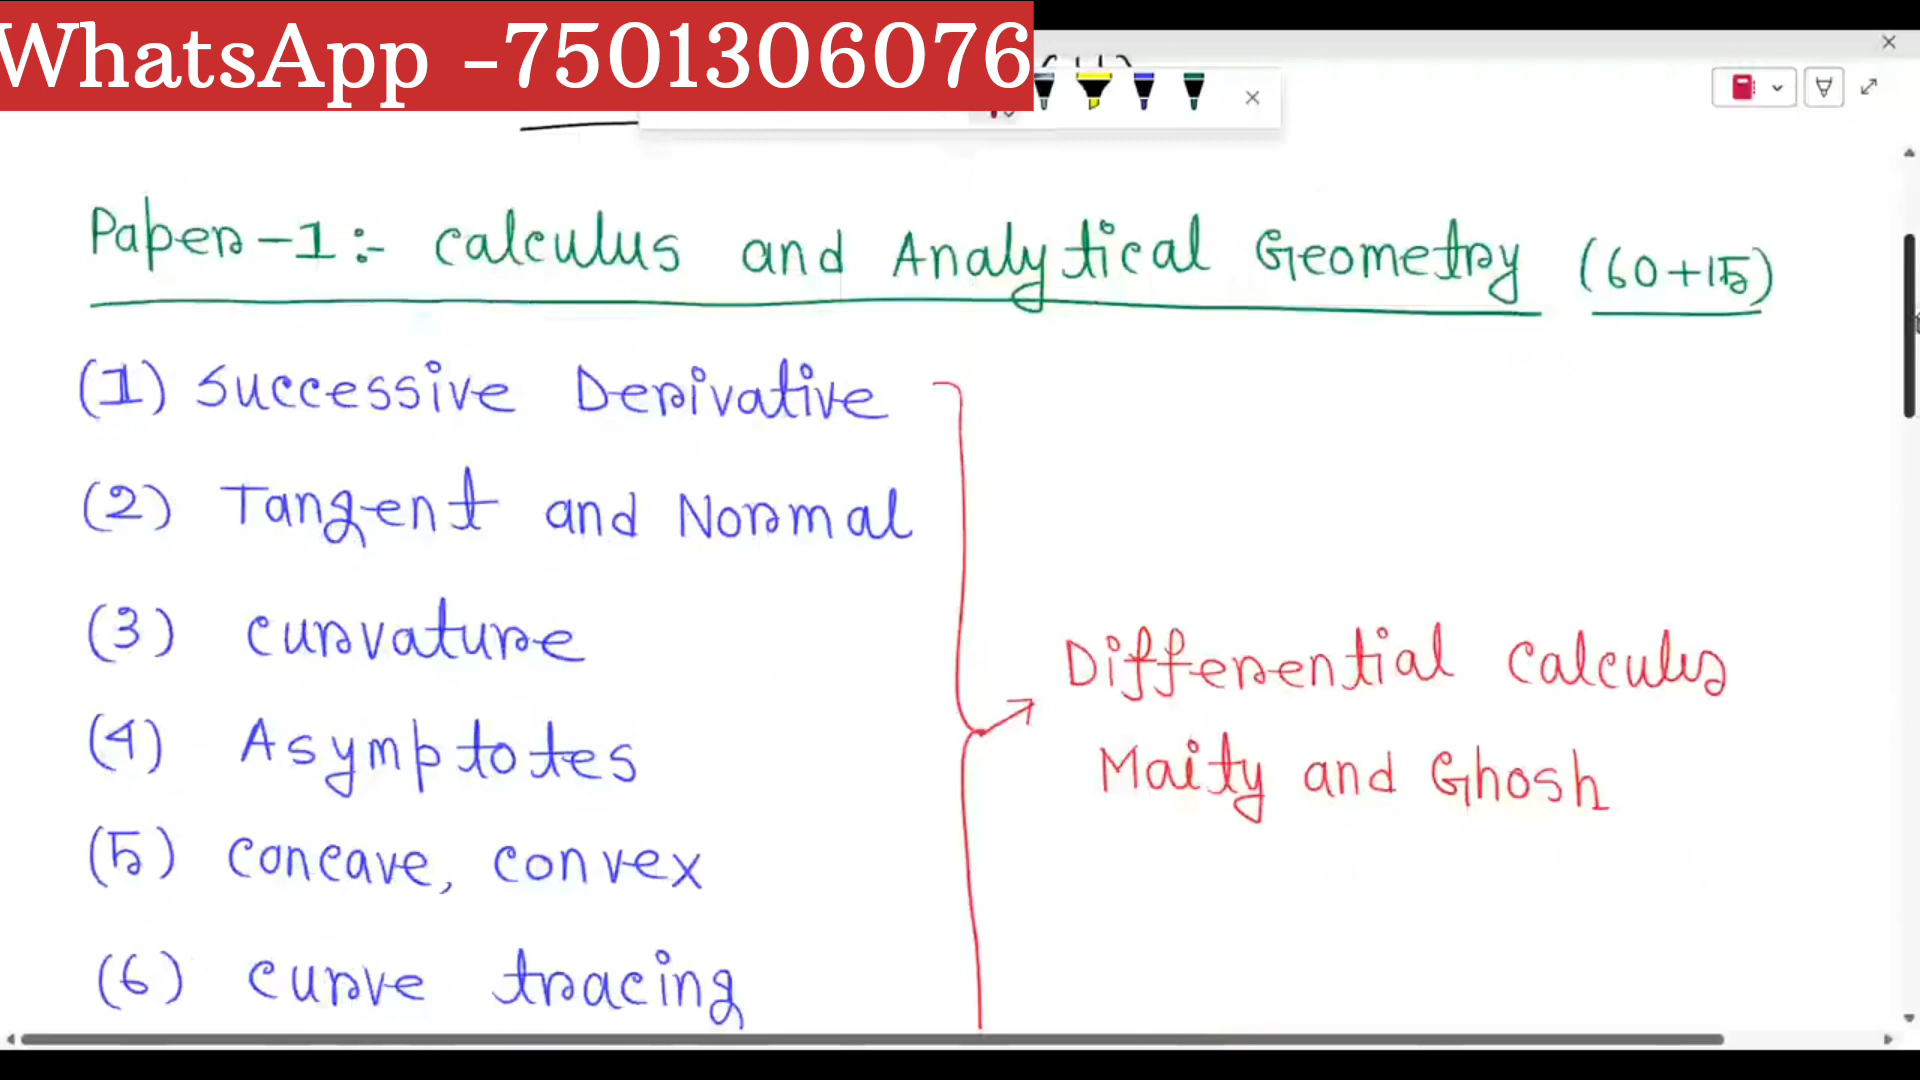 WhatsApp -7501306076
Paper-1:- Calculus and Analytical Geometry (60+15)
(1) Successive Derivative
(2) Tangent and Normal
(3) Curvature
(4) Asymptotes
(5) Concave, convex
(6) Curve tracing
Differential Calculus
Maity and Ghosh